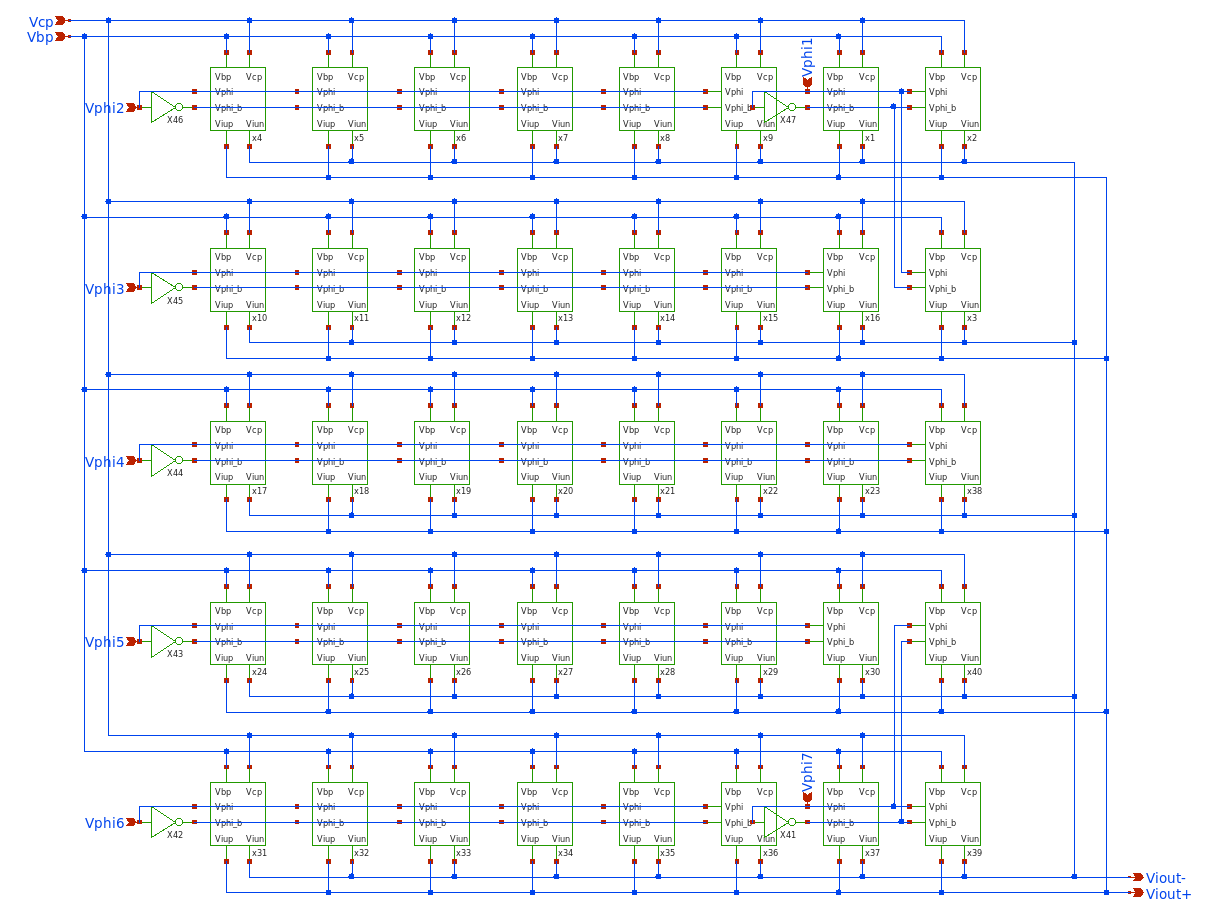 Vcp
Vbp
Vphi1
Vbp Vcp Vbp Vcp Vbp Vcp Vbp Vcp Vbp Vcp Vbp Vcp Vbp Vcp Vbp Vcp
Vphi Vphi Vphi Vphi Vphi Vphi Vphi Vphi
Vphi2 Vphi_b Vphi_b Vphi_b Vphi_b Vphi_b Vphi_b Vphi_b Vphi_b
X46 X47
Viup Viun Viup Viun Viup Viun Viup Viun Viup Viun Viup Viun Viup Viun Viup Viun
x4 x5 x6 x7 x8 x9 x1 x2
Vbp Vcp Vbp Vcp Vbp Vcp Vbp Vcp Vbp Vcp Vbp Vcp Vbp Vcp Vbp Vcp
Vphi Vphi Vphi Vphi Vphi Vphi Vphi Vphi
Vphi3 Vphi_b Vphi_b Vphi_b Vphi_b Vphi_b Vphi_b Vphi_b Vphi_b
X45
Viup Viun Viup Viun Viup Viun Viup Viun Viup Viun Viup Viun Viup Viun Viup Viun
x10 x11 x12 x13 x14 x15 x16 x3
Vbp Vcp Vbp Vcp Vbp Vcp Vbp Vcp Vbp Vcp Vbp Vcp Vbp Vcp Vbp Vcp
Vphi Vphi Vphi Vphi Vphi Vphi Vphi Vphi
Vphi4 Vphi_b Vphi_b Vphi_b Vphi_b Vphi_b Vphi_b Vphi_b Vphi_b
X44
Viup Viun Viup Viun Viup Viun Viup Viun Viup Viun Viup Viun Viup Viun Viup Viun
x17 x18 x19 x20 x21 x22 x23 x38
Vbp Vcp Vbp Vcp Vbp Vcp Vbp Vcp Vbp Vcp Vbp Vcp Vbp Vcp Vbp Vcp
Vphi Vphi Vphi Vphi Vphi Vphi Vphi Vphi
Vphi5 Vphi_b Vphi_b Vphi_b Vphi_b Vphi_b Vphi_b Vphi_b Vphi_b
X43
Viup Viun Viup Viun Viup Viun Viup Viun Viup Viun Viup Viun Viup Viun Viup Viun
x24 x25 x26 x27 x28 x29 x30 x40
Vphi7
Vbp Vcp Vbp Vcp Vbp Vcp Vbp Vcp Vbp Vcp Vbp Vcp Vbp Vcp Vbp Vcp
Vphi Vphi Vphi Vphi Vphi Vphi Vphi Vphi
Vphi6 Vphi_b Vphi_b Vphi_b Vphi_b Vphi_b Vphi_b Vphi_b Vphi_b
X42 X41
Viup Viun Viup Viun Viup Viun Viup Viun Viup Viun Viup Viun Viup Viun Viup Viun
x31 x32 x33 x34 x35 x36 x37 x39
Viout-
Viout+